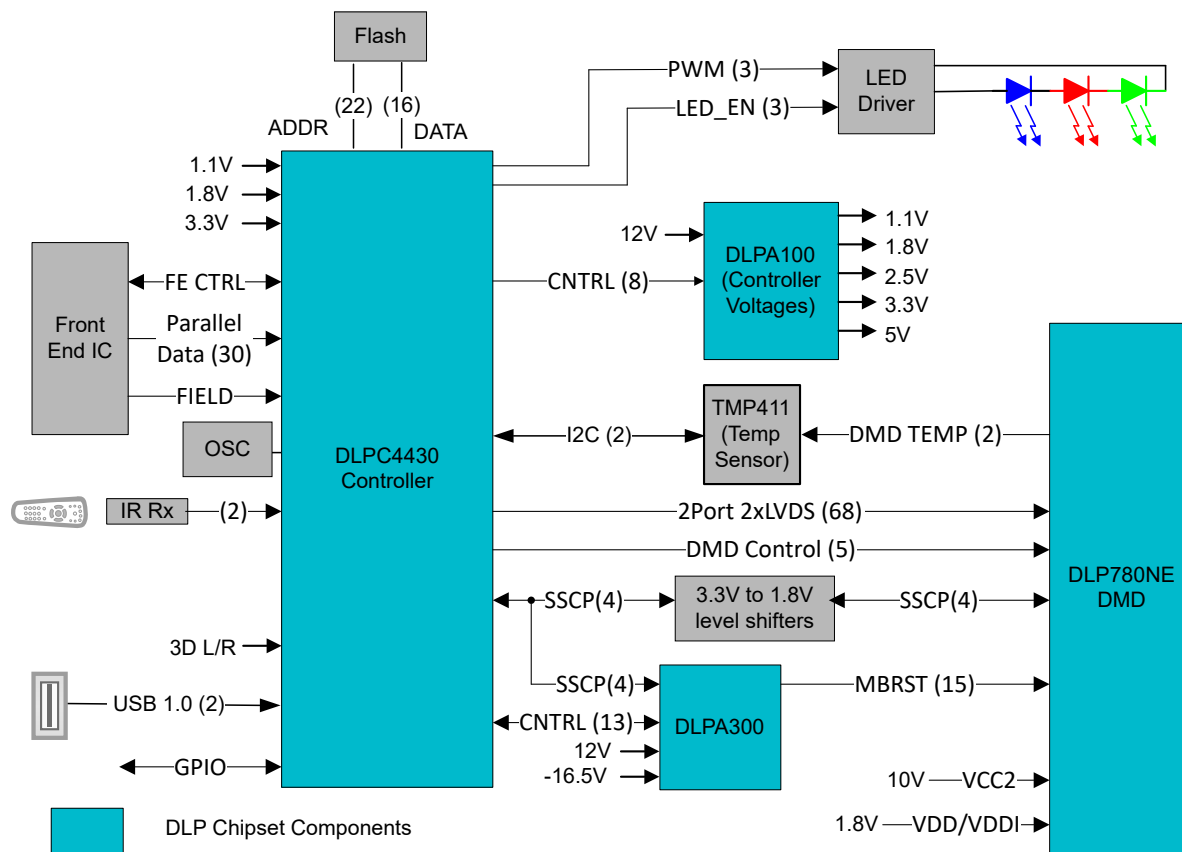 Flash
(22)
(16)
ADDR
DATA
PWM (3)
LED_EN (3)
LED
Driver
1.1V
1.8V
3.3V
12V
CNTRL (8)
DLPA100
(Controller
Voltages)
1.1V
1.8V
2.5V
3.3V
5V
Front
End IC
FE CTRL
Parallel
Data (30)
FIELD
OSC
IR Rx
(2)
DLPC4430
Controller
I2C (2)
TMP411
(Temp
Sensor)
DMD TEMP (2)
2Port 2xLVDS (68)
DMD Control (5)
SSCP(4)
3.3V to 1.8V
level shifters
SSCP(4)
DLP780NE
DMD
3D L/R
USB 1.0 (2)
GPIO
SSCP(4)
CNTRL (13)
12V
-16.5V
DLPA300
MBRST (15)
10V
VCC2
1.8V
VDD/VDDI
DLP Chipset Components